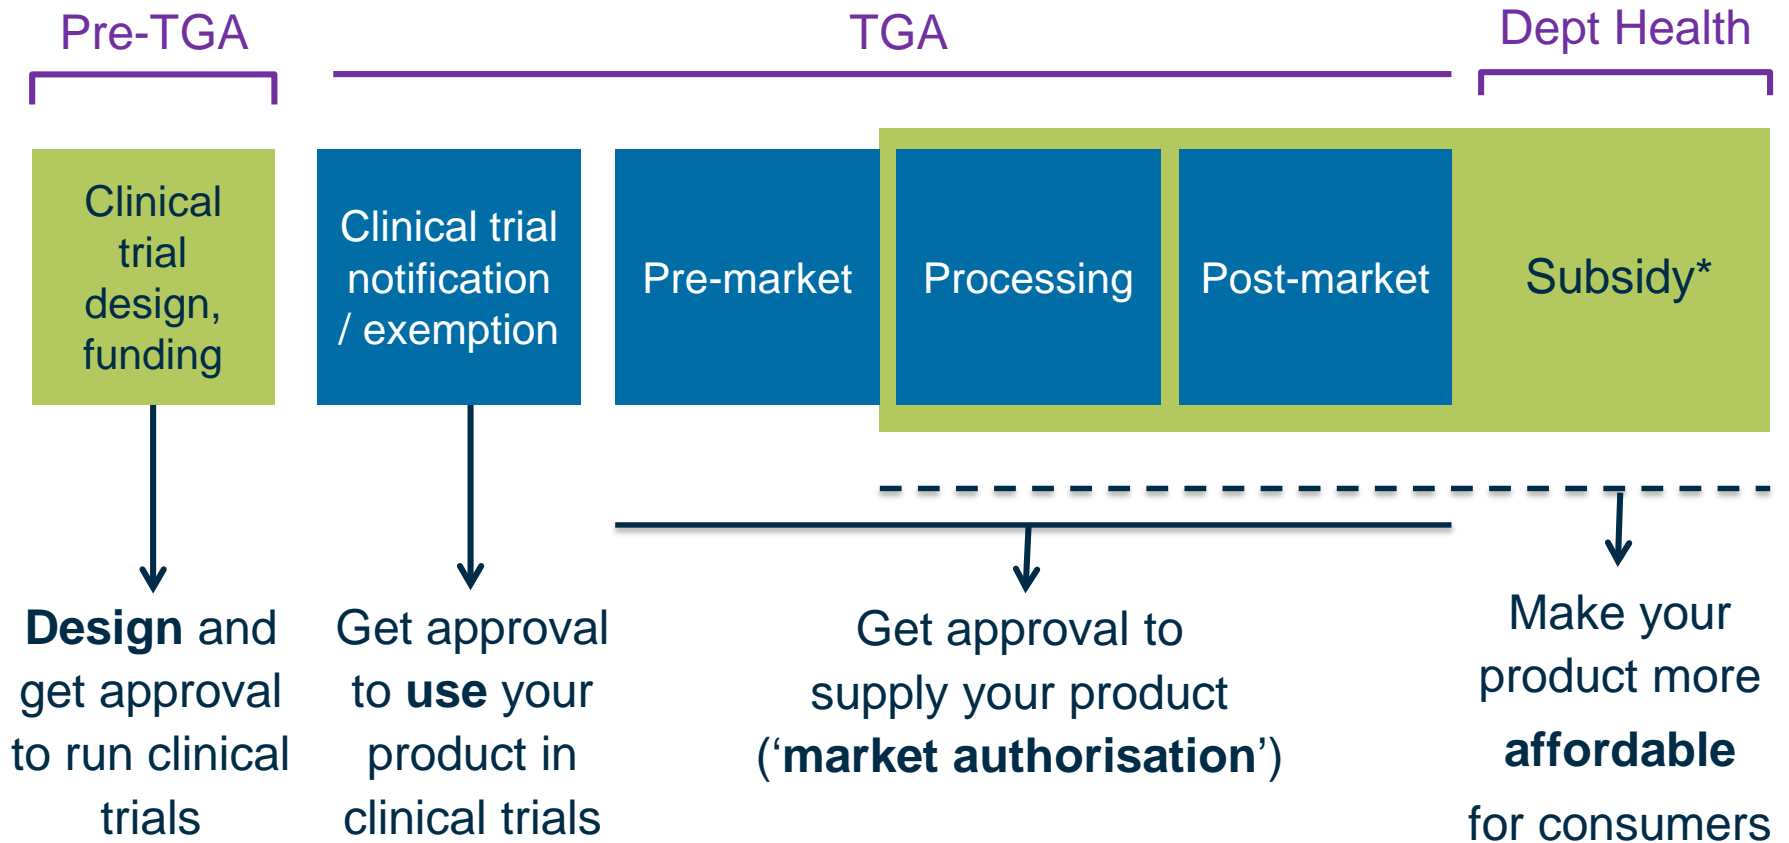 Pre-TGA
TGA
Dept Health
Clinical
trial
design,
funding
Clinical trial
notification
/ exemption
Pre-market
Processing
Post-market
Subsidy*
Design and
get approval
to run clinical
trials
Get approval
to use your
product in
clinical trials
Get approval to
supply your product
(‘market authorisation’)
Make your
product more
affordable
for consumers